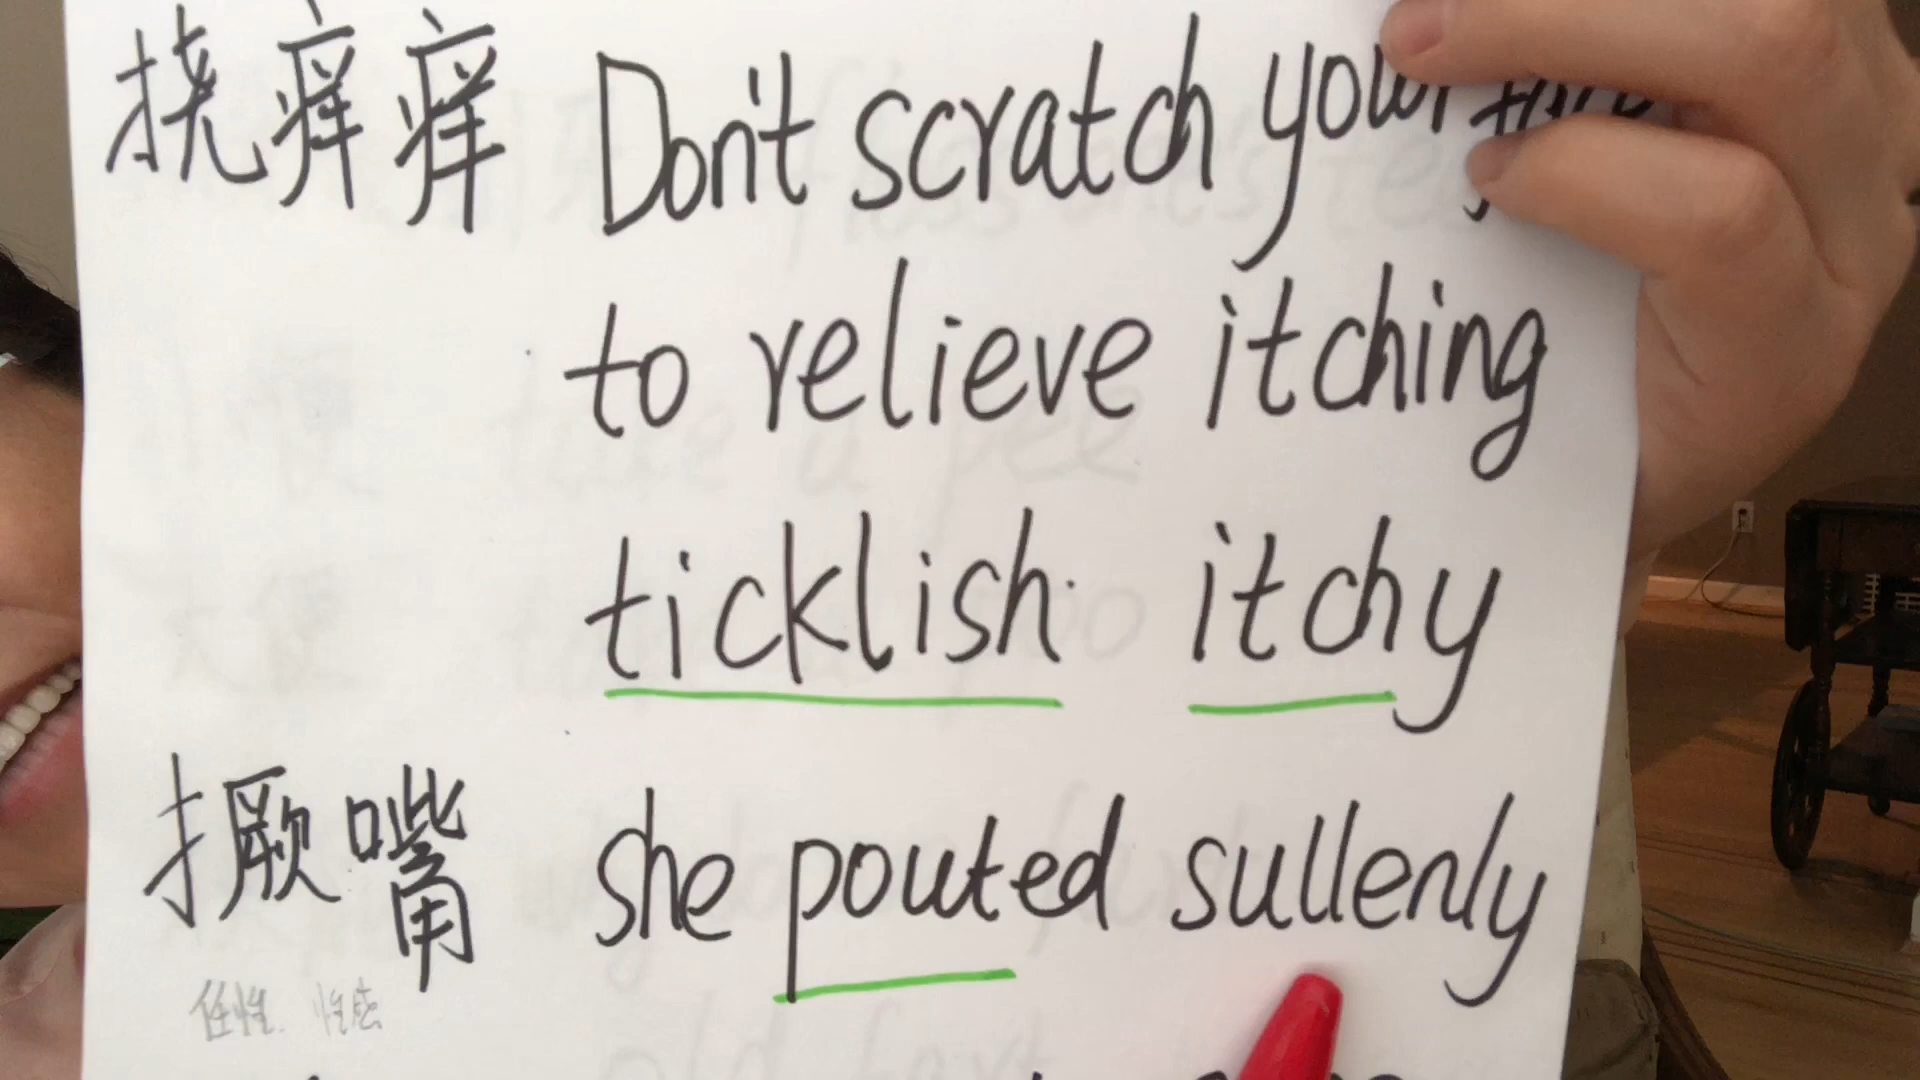 挠痒痒 Don't scratch your
to relieve itching
ticklish itchy
撅嘴 she pouted sullenly
任性. 性感